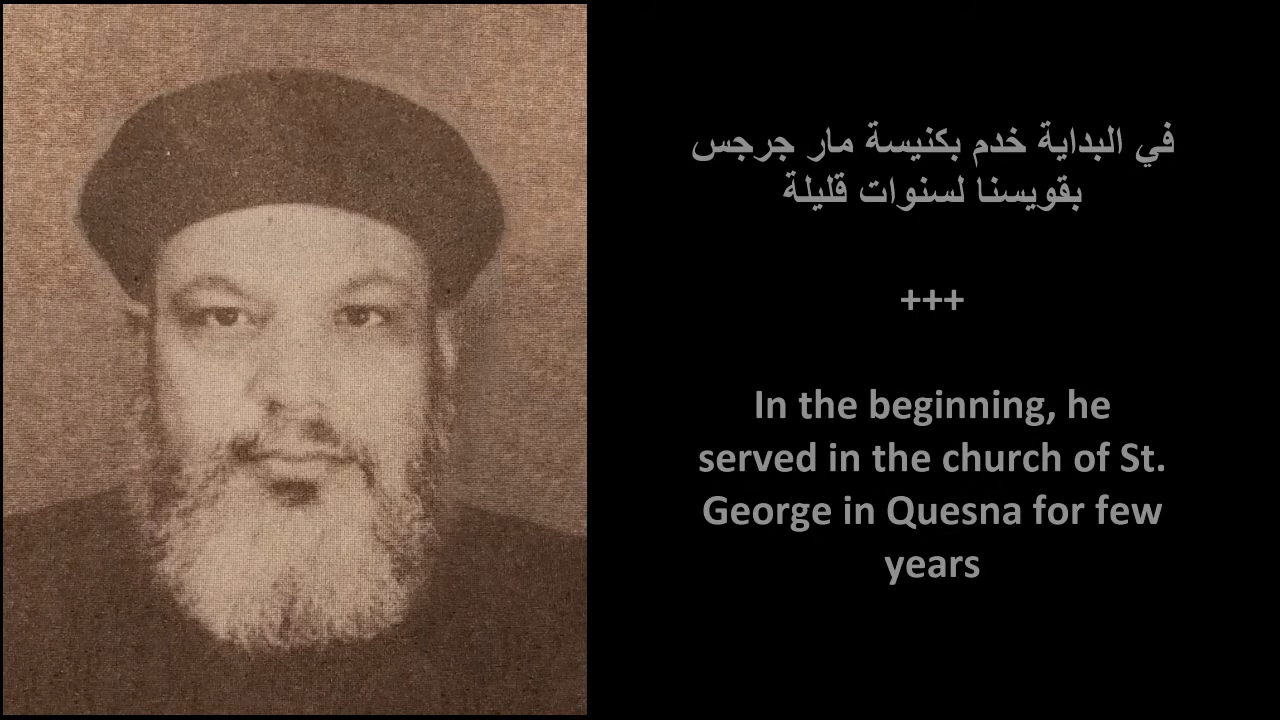 في البداية خدم بكنيسة مار جرجس
بقويسنا لسنوات قليلة
+++
In the beginning, he
served in the church of St.
George in Quesna for few
years